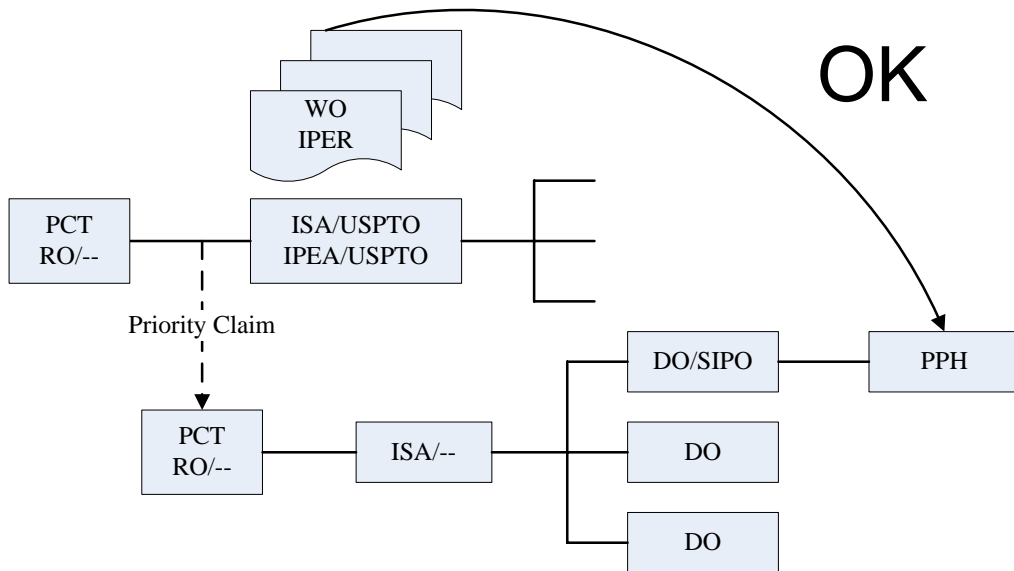 OK
WO
IPER
PCT
RO/--
ISA/USPTO
IPEA/USPTO
Priority Claim
DO/SIPO
PPH
PCT
RO/--
ISA/--
DO
DO